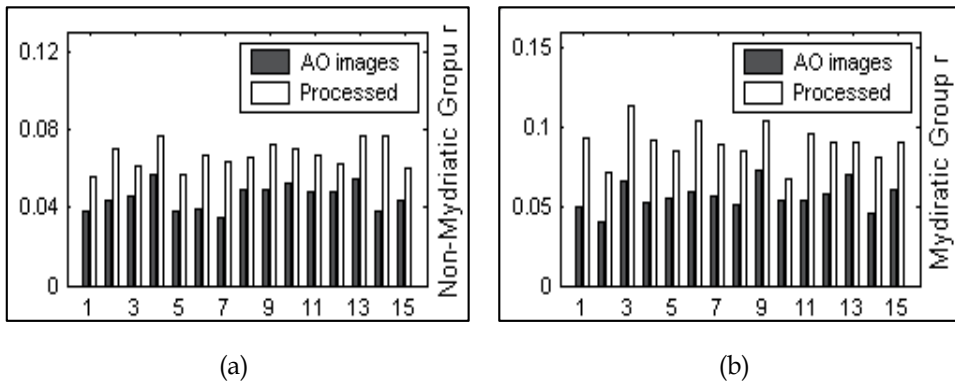 0.12
0.08
0.04
0
AO images
Processed
1 3 5 7 9 11 13 15
Non-Mydriatic Gropu r
(a)
0.15
0.1
0.05
0
AO images
Processed
1 3 5 7 9 11 13 15
Mydiratic Group r
(b)